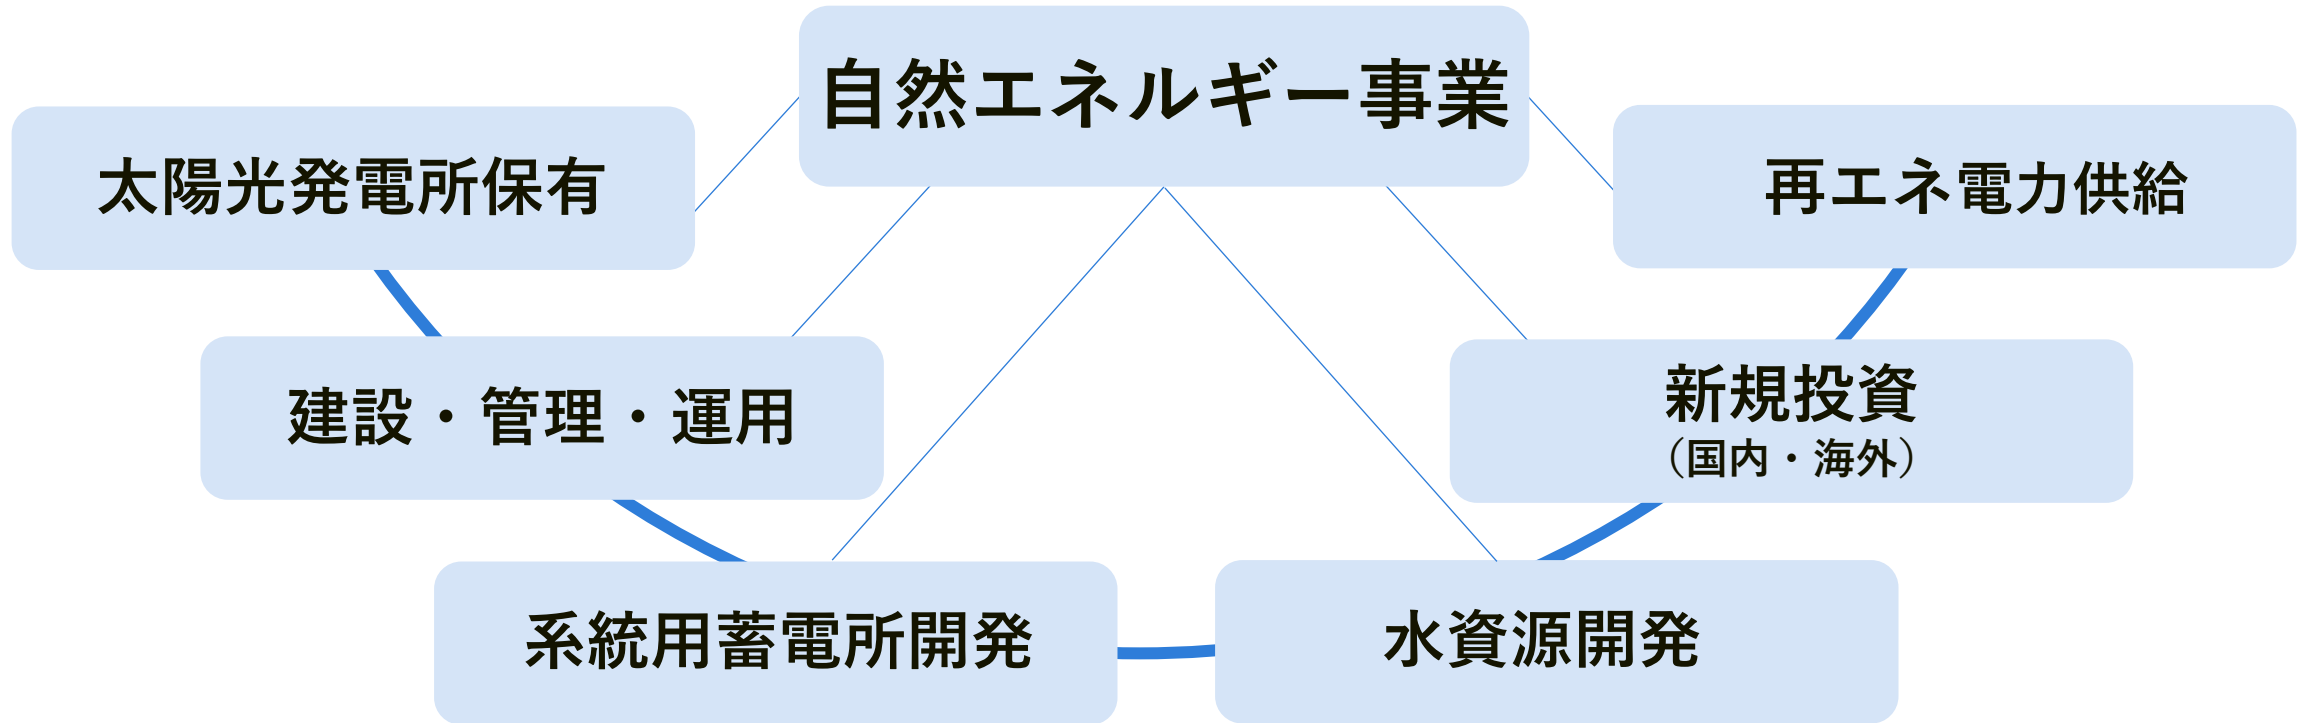 自然エネルギー事業
太陽光発電所保有
再エネ電力供給
建設・管理・運用
新規投資
（国内・海外）
系統用蓄電所開発
水資源開発